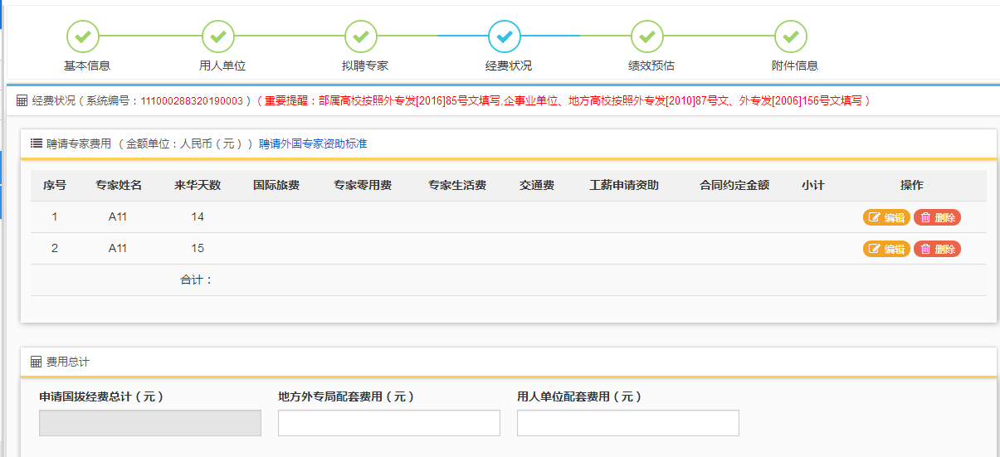 基本信息 用人单位 拟聘专家 经费状况 绩效预估 附件信息
经费状况（系统编号：111000288320190003）（重要提醒：部属高校按照外专发[2016]85号文填写,企事业单位、地方高校按照外专发[2010]87号文、外专发[2006]156号文填写）
聘请专家费用 （金额单位：人民币（元）） 聘请外国专家资助标准
序号 专家姓名 来华天数 国际旅费 专家零用费 专家生活费 交通费 工薪申请资助 合同约定金额 小计 操作
1 A11 14 编辑 删除
2 A11 15 编辑 删除
合计：
费用总计
申请国拨经费总计（元） 地方外专局配套费用（元） 用人单位配套费用（元）